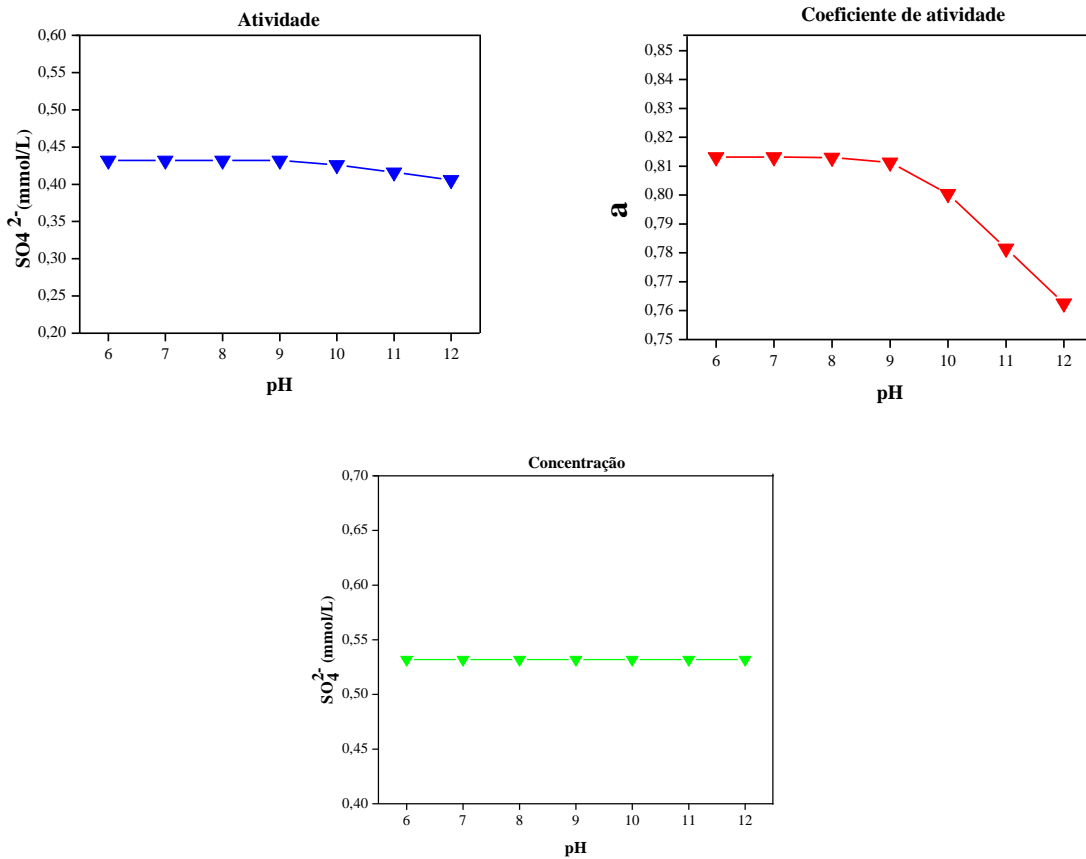 Atividade
0,60
0,55
0,50
0,45
0,40
0,35
0,30
0,25
0,20
SO4 2-(mmol/L)
6 7 8 9 10 11 12
pH
Coeficiente de atividade
0,85
0,84
0,83
0,82
0,81
0,80
0,79
0,78
0,77
0,76
0,75
a
6 7 8 9 10 11 12
pH
Concentração
0,70
0,65
0,60
0,55
0,50
0,45
0,40
SO4 2- (mmol/L)
6 7 8 9 10 11 12
pH